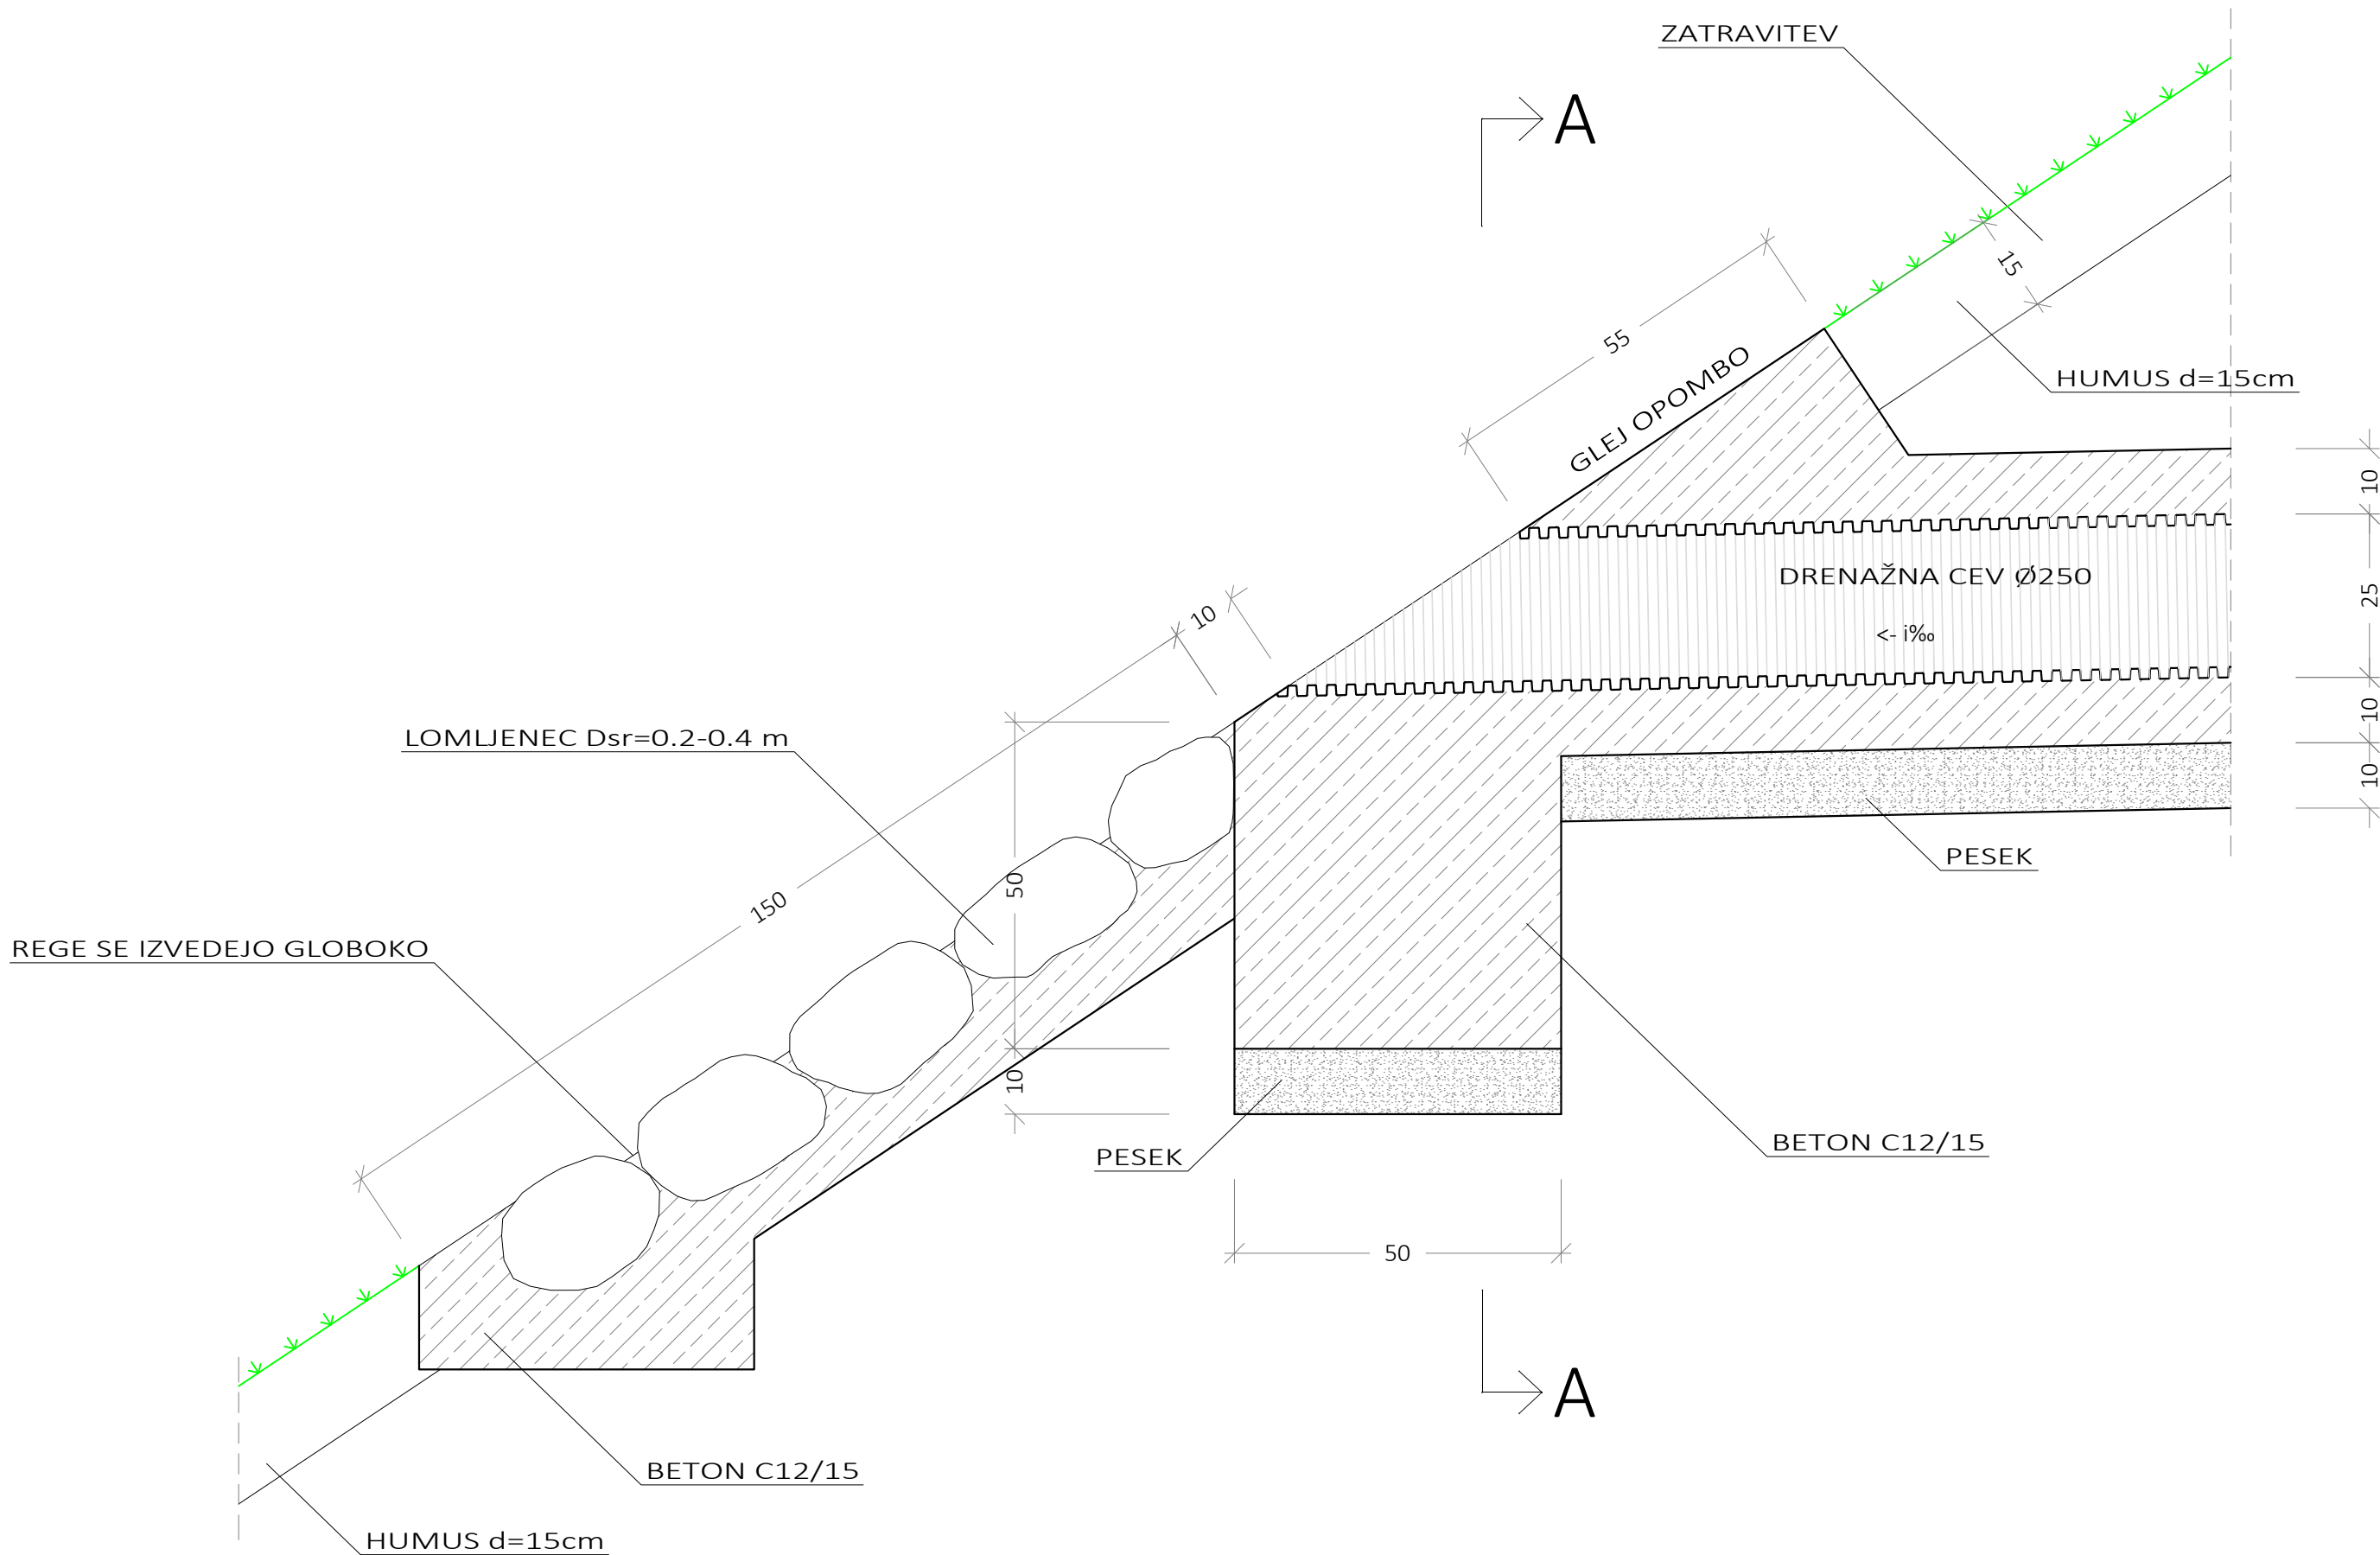 ZATRAVITEV
A
15
55
GLEJ OPOMBO
HUMUS d=15cm
10
DRENAŽNA CEV Ø250
25
<- i‰
10
10
LOMLJENEC Dsr=0.2-0.4 m
10
PESEK
50
150
REGE SE IZVEDEJO GLOBOKO
10
PESEK
BETON C12/15
50
A
BETON C12/15
HUMUS d=15cm